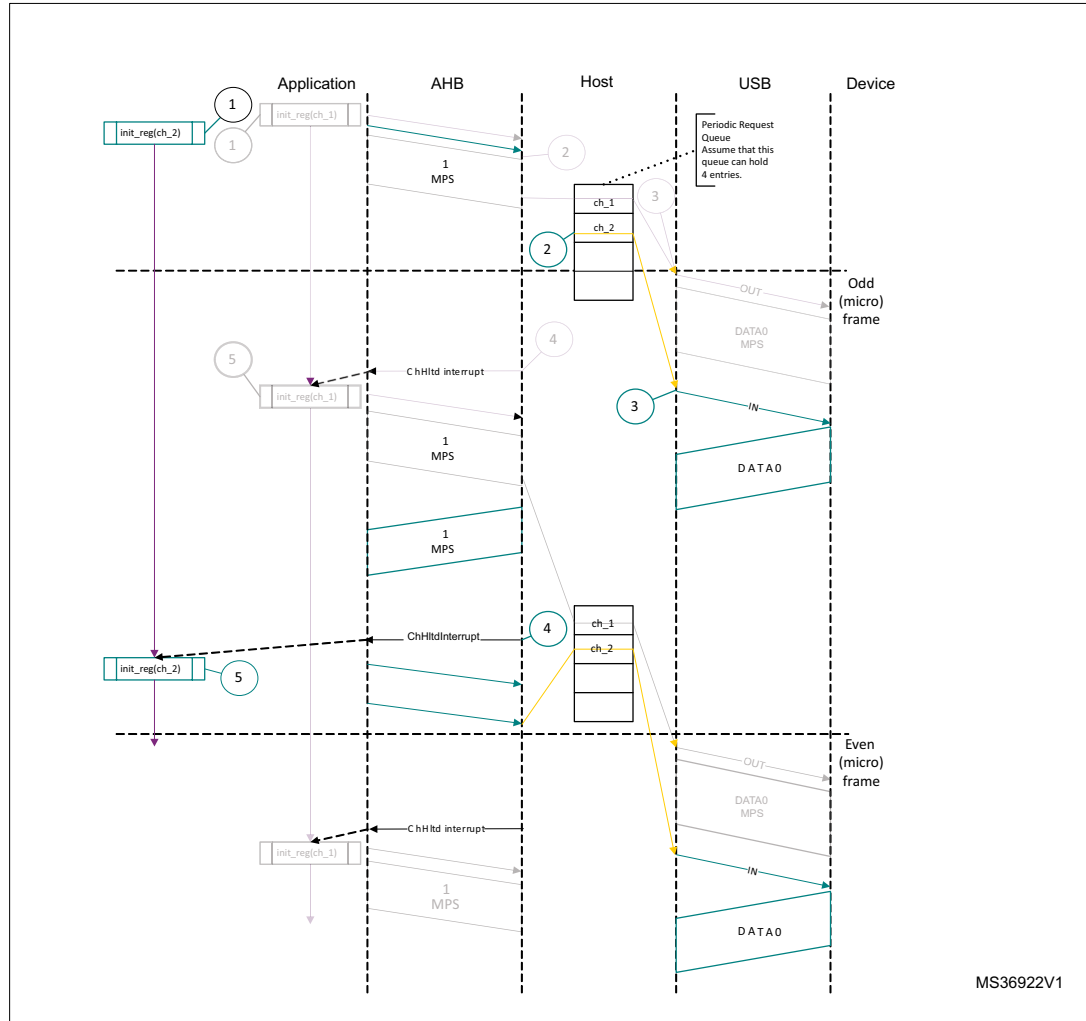 Application
AHB
Host
USB
Device
1
init_reg(ch_1)
init_reg(ch_2)
1
2
1
MPS
Periodic Request
Queue
Assume that this
queue can hold
4 entries.
3
ch_1
ch_2
2
Odd
(micro)
frame
OUT
DATA0
MPS
4
5
ChHltd interrupt
init_reg(ch_1)
3
IN
1
MPS
DATA0
1
MPS
ch_1
4
ChHltdInterrupt
ch_2
init_reg(ch_2)
5
Even
(micro)
frame
OUT
DATA0
MPS
ChHltd interrupt
init_reg(ch_1)
IN
1
MPS
DATA0
MS36922V1